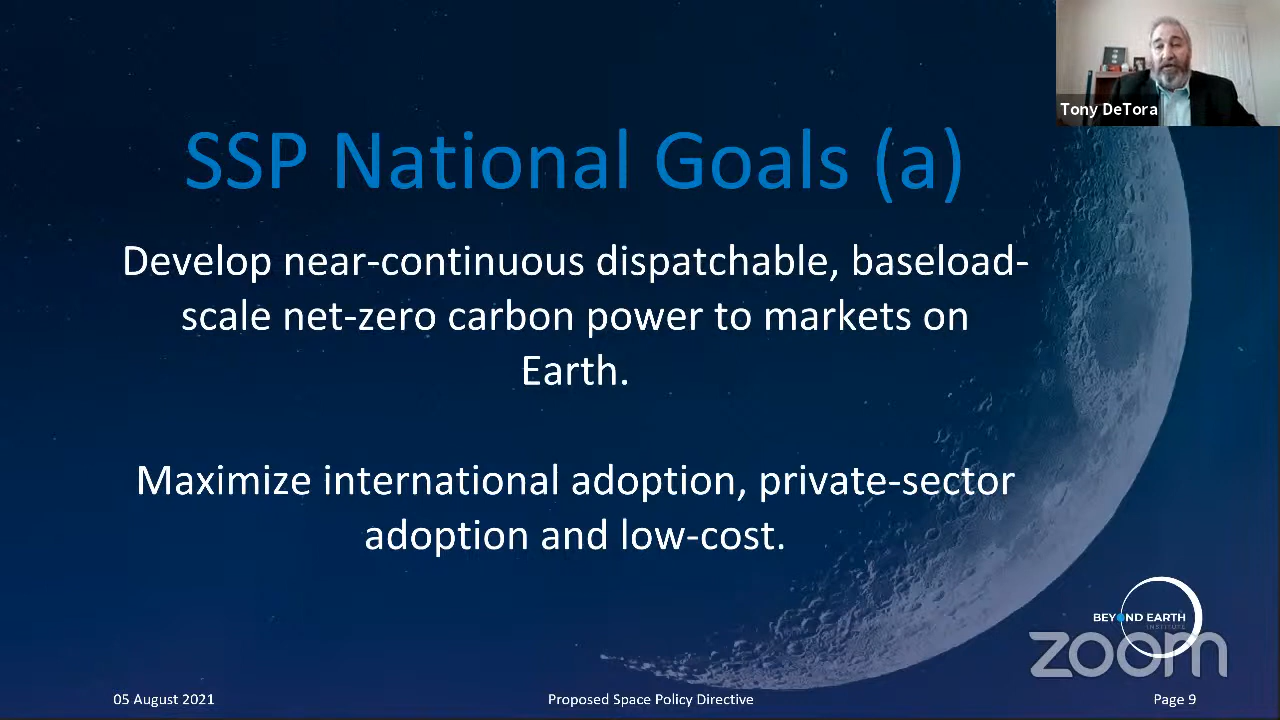 Tony DeTora
SSP National Goals (a)
Develop near-continuous dispatchable, baseload-
scale net-zero carbon power to markets on
Earth.
Maximize international adoption, private-sector
adoption and low-cost.
BEYOND EARTH
INSTITUTE
zoom
05 August 2021
Proposed Space Policy Directive
Page 9